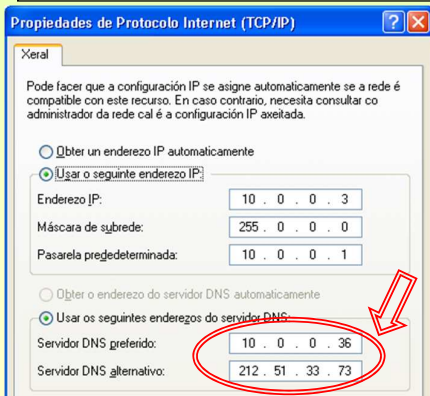 Propiedades de Protocolo Internet (TCP/IP)
Xeral
Pode facer que a configuración IP se asigne automaticamente se a rede é
compatible con este recurso. En caso contrario, necesita consultar co
administrador da rede cal é a configuración IP axeitada.
Obter un enderezo IP automaticamente
Usar o seguinte enderezo IP:
Enderezo IP: 10 . 0 . 0 . 3
Máscara de subrede: 255 . 0 . 0 . 0
Pasarela predeterminada: 10 . 0 . 0 . 1
Obter o enderezo do servidor DNS automaticamente
Usar os seguintes enderezos do servidor DNS:
Servidor DNS preferido: 10 . 0 . 0 . 36
Servidor DNS alternativo: 212 . 51 . 33 . 73